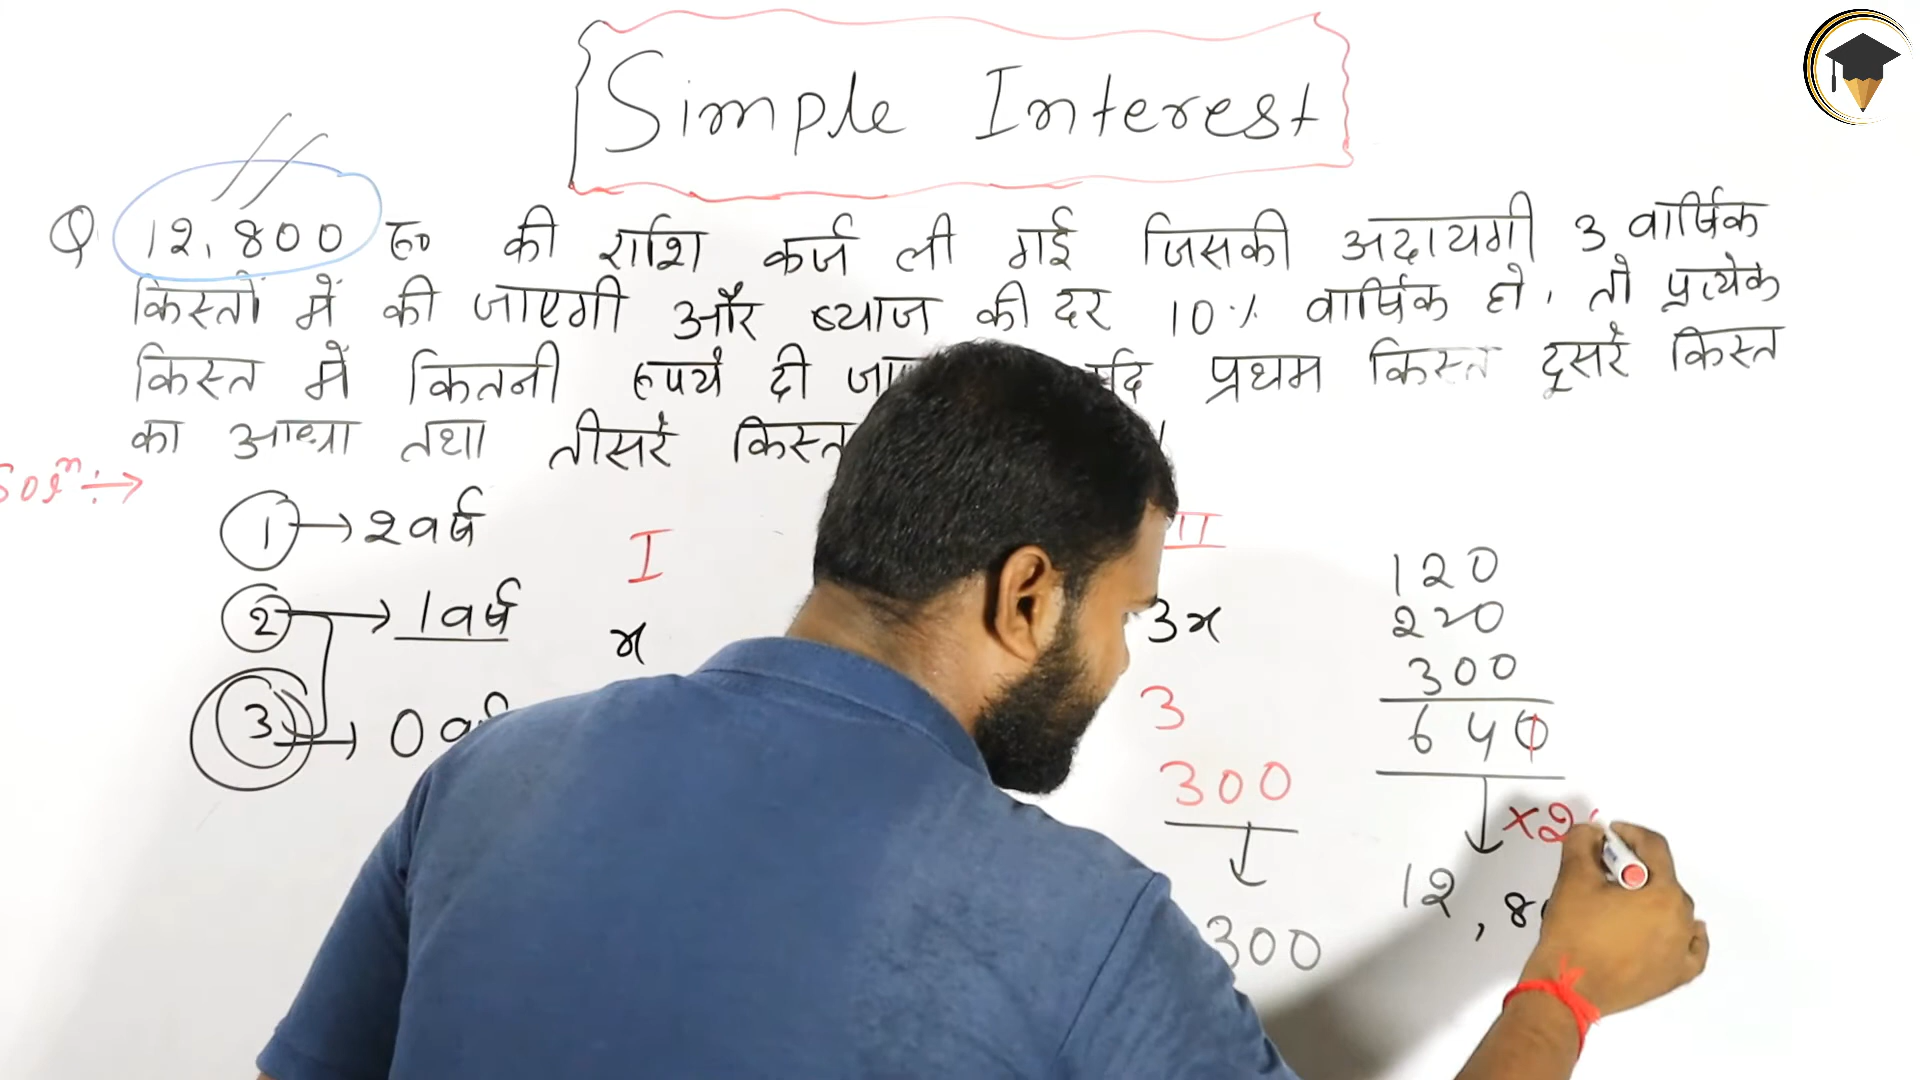 Simple Interest
Q 12,800 रू० की राशि कर्ज ली गई जिसकी अदायगी 3 वार्षिक
किस्तों में की जाएगी और ब्याज की दर 10% वार्षिक हो, तो प्रत्येक
किस्त में कितनी रूपये दी प्रथम किस्त दूसरे किस्त
का आधा तथा तीसरे किस्त
Solⁿ:→
1 → 2 वर्ष
2 → 1 वर्ष
3 → 0 वर्ष
I
x
3x
3
300
300
120
220
300
640
×2
12,8